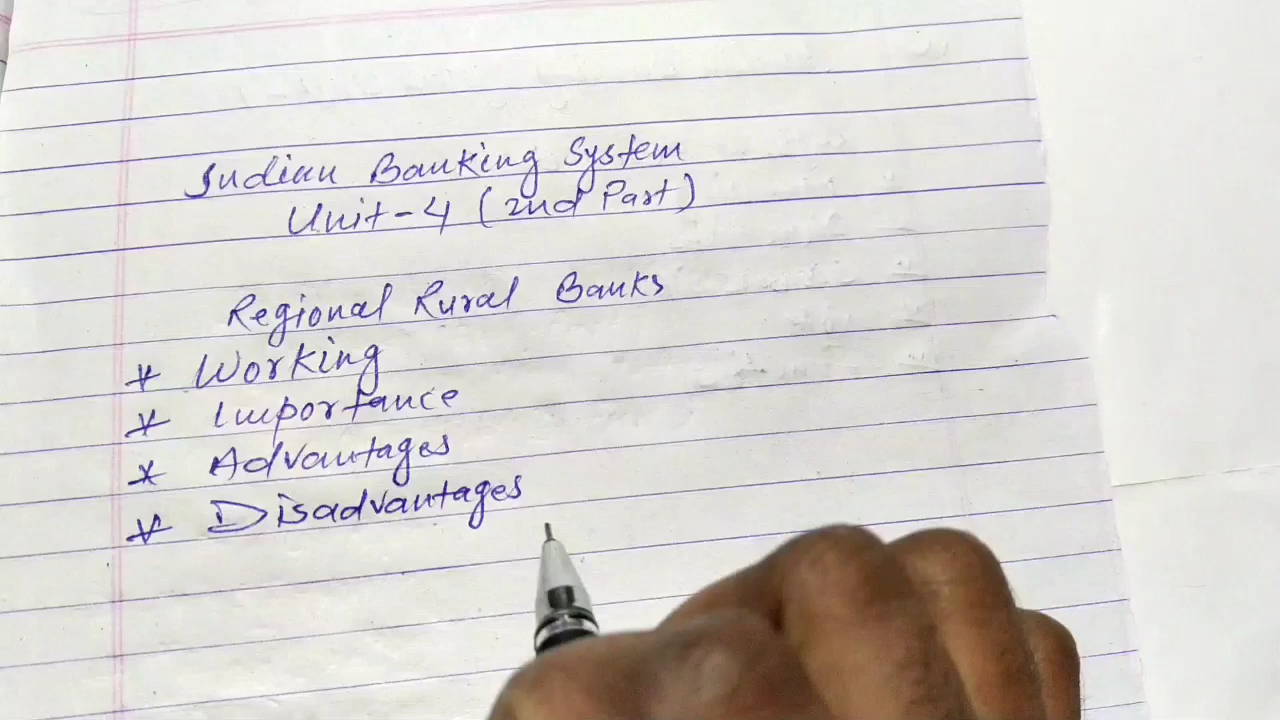 Indian Banking System
Unit-4 (2nd Part)
Regional Rural Banks
* Working
* Importance
* Advantages
* Disadvantages